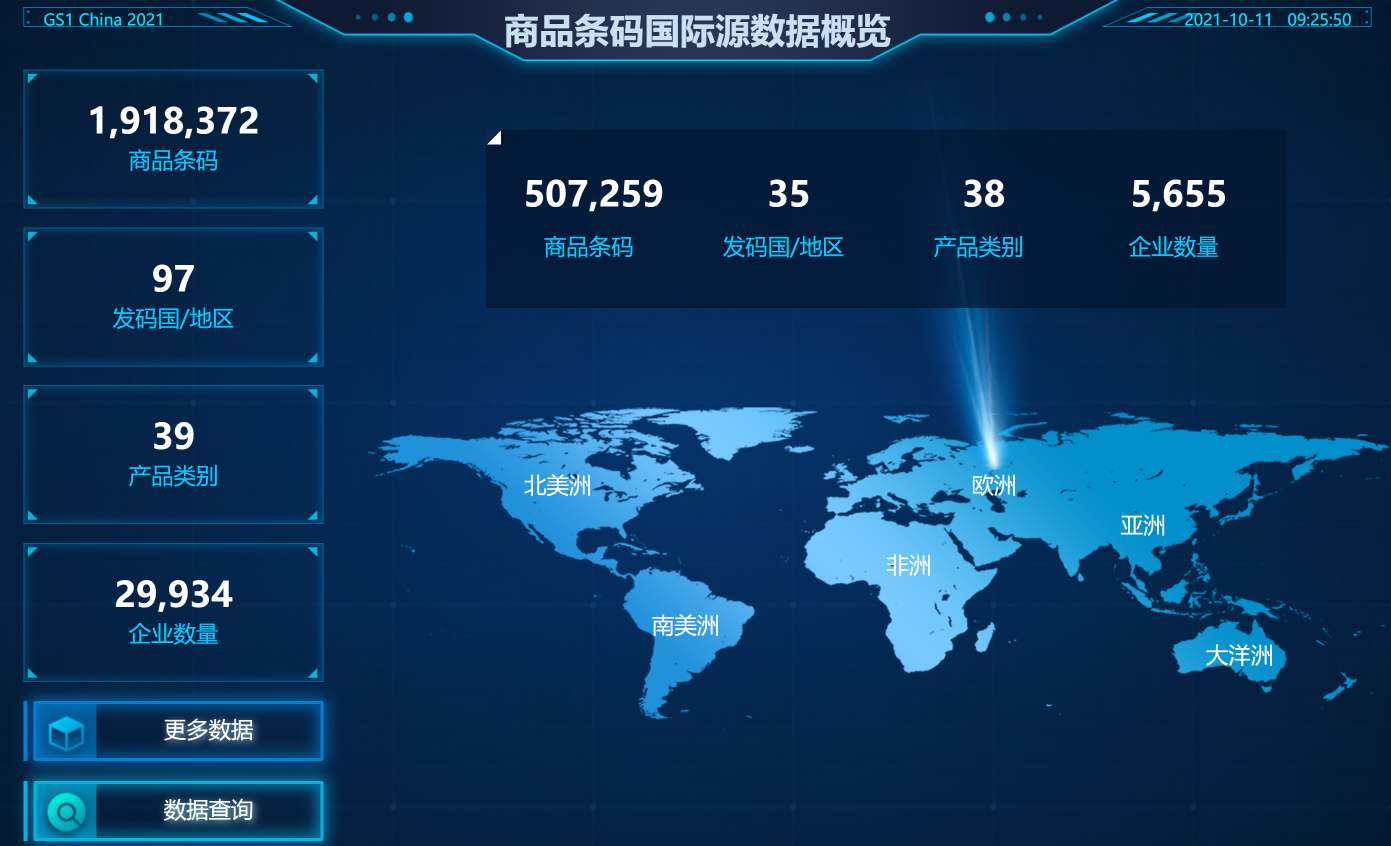 GS1 China 2021
商品条码国际源数据概览
2021-10-11 09:25:50
1,918,372
商品条码
97
发码国/地区
39
产品类别
29,934
企业数量
更多数据
数据查询
507,259 35 38 5,655
商品条码 发码国/地区 产品类别 企业数量
北美洲
欧洲
亚洲
非洲
南美洲
大洋洲